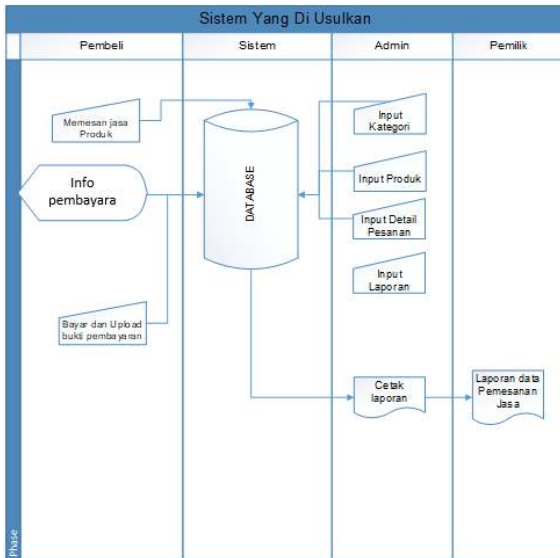 Sistem Yang Di Usulkan
Pembeli
Sistem
Admin
Pemilik
Memesan jasa
Produk
Info
pembayara
Bayar dan Upload
bukti pembayaran
DATABASE
Input
Kategori
Input Produk
Input Detail
Pesanan
Input
Laporan
Cetak
laporan
Laporan data
Pemesanan
Jasa
Phase